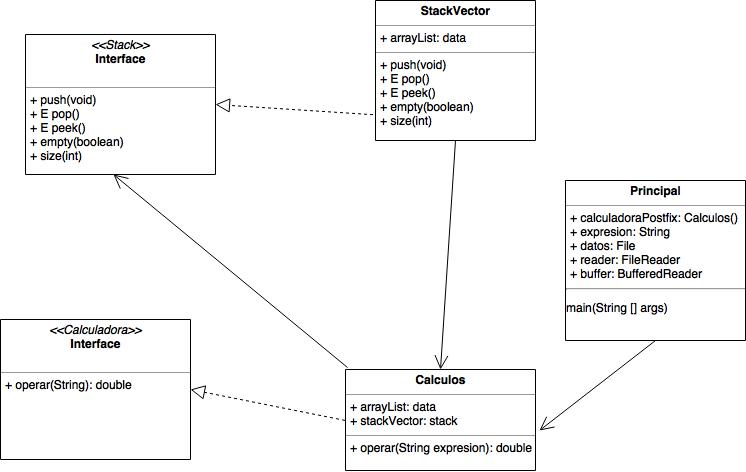 <<Stack>>
Interface
+ push(void)
+ E pop()
+ E peek()
+ empty(boolean)
+ size(int)
StackVector
+ arrayList: data
+ push(void)
+ E pop()
+ E peek()
+ empty(boolean)
+ size(int)
Principal
+ calculadoraPostfix: Calculos()
+ expresion: String
+ datos: File
+ reader: FileReader
+ buffer: BufferedReader
main(String [] args)
<<Calculadora>>
Interface
+ operar(String): double
Calculos
+ arrayList: data
+ stackVector: stack
+ operar(String expresion): double